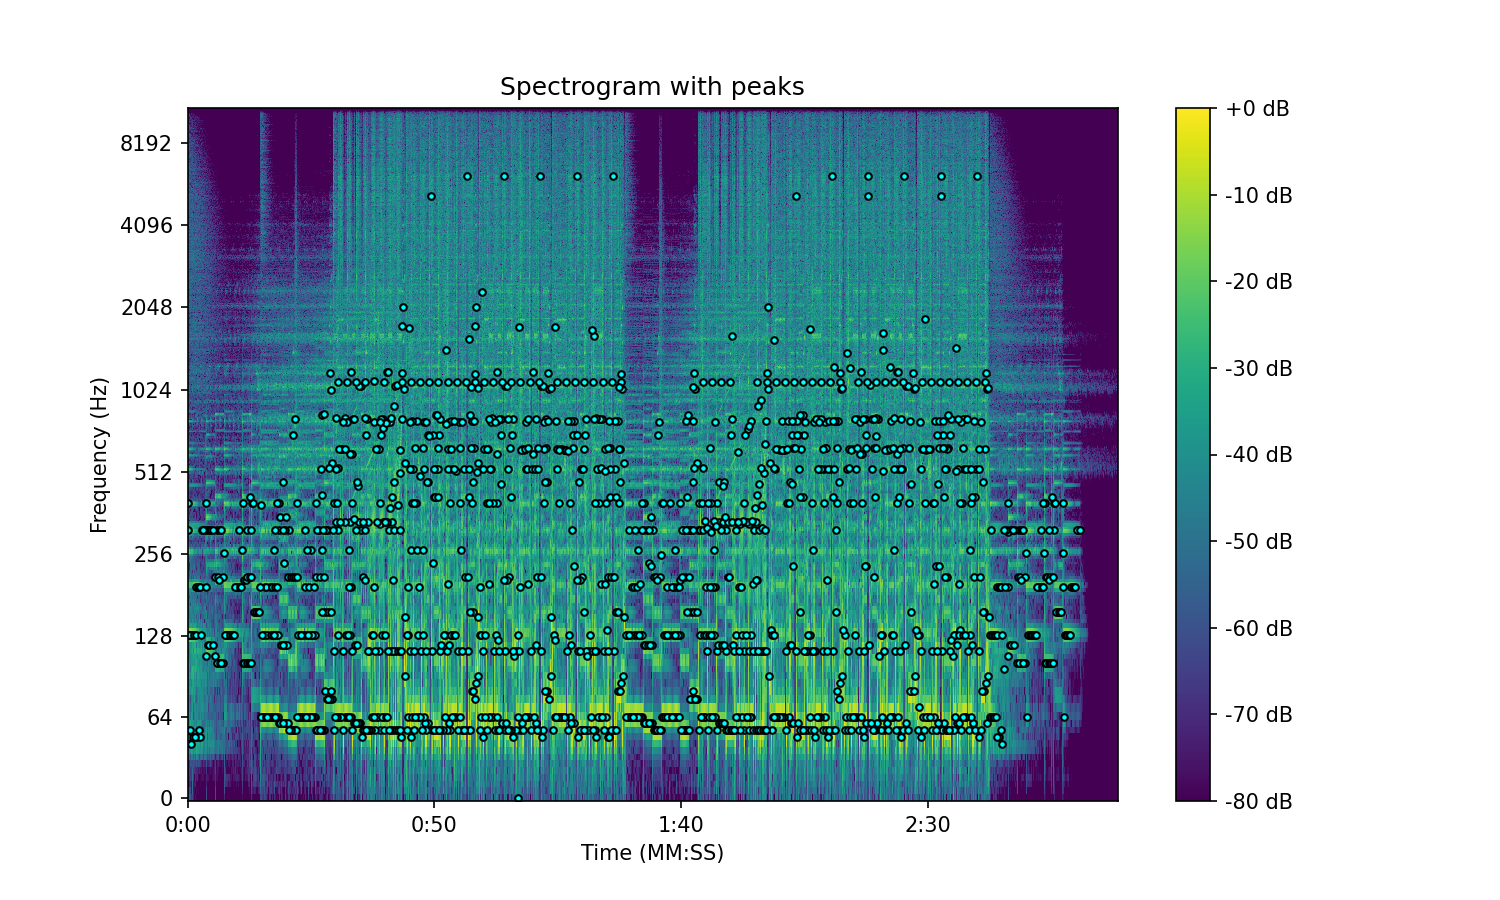 Spectrogram with peaks
8192
4096
2048
1024
512
256
128
64
0
Frequency (Hz)
0:00
0:50
1:40
2:30
Time (MM:SS)
+0 dB
-10 dB
-20 dB
-30 dB
-40 dB
-50 dB
-60 dB
-70 dB
-80 dB